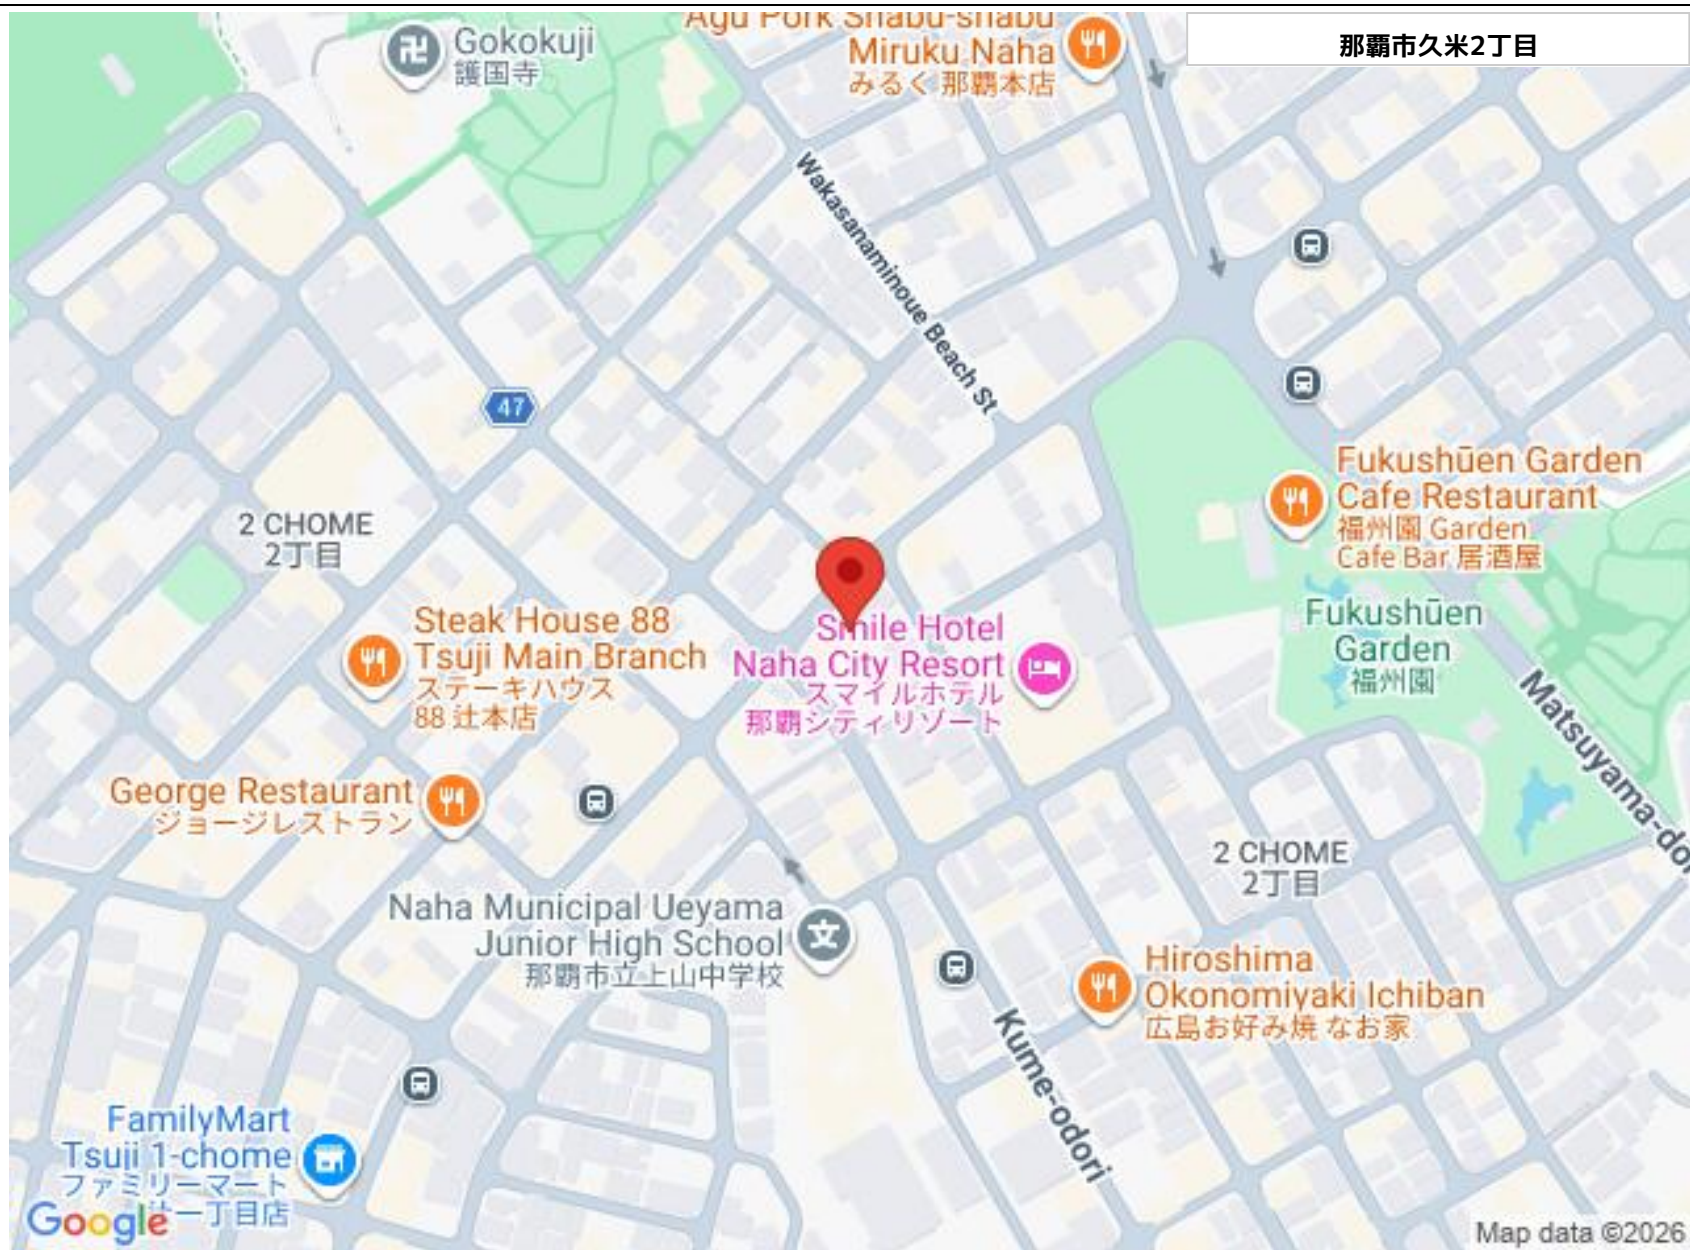 Agu Pork Shabu-shabu
Miruku Naha
みるく 那覇本店
那覇市久米2丁目
卍
Gokokuji
護国寺
Wakasanaminoue Beach St
47
Fukushūen Garden
Cafe Restaurant
福州園 Garden
Cafe Bar 居酒屋
2 CHOME
2丁目
Fukushūen
Garden
福州園
Steak House 88
Tsuji Main Branch
ステーキハウス
88 辻本店
Smile Hotel
Naha City Resort
スマイルホテル
那覇シティリゾート
Matsuyama-dori
George Restaurant
ジョージレストラン
2 CHOME
2丁目
Naha Municipal Ueyama
Junior High School
那覇市立上山中学校
文
Hiroshima
Okonomiyaki Ichiban
広島お好み焼 なお家
Kume-odori
FamilyMart
Tsuji 1-chome
ファミリーマート
辻一丁目店
Google
Map data ©2026